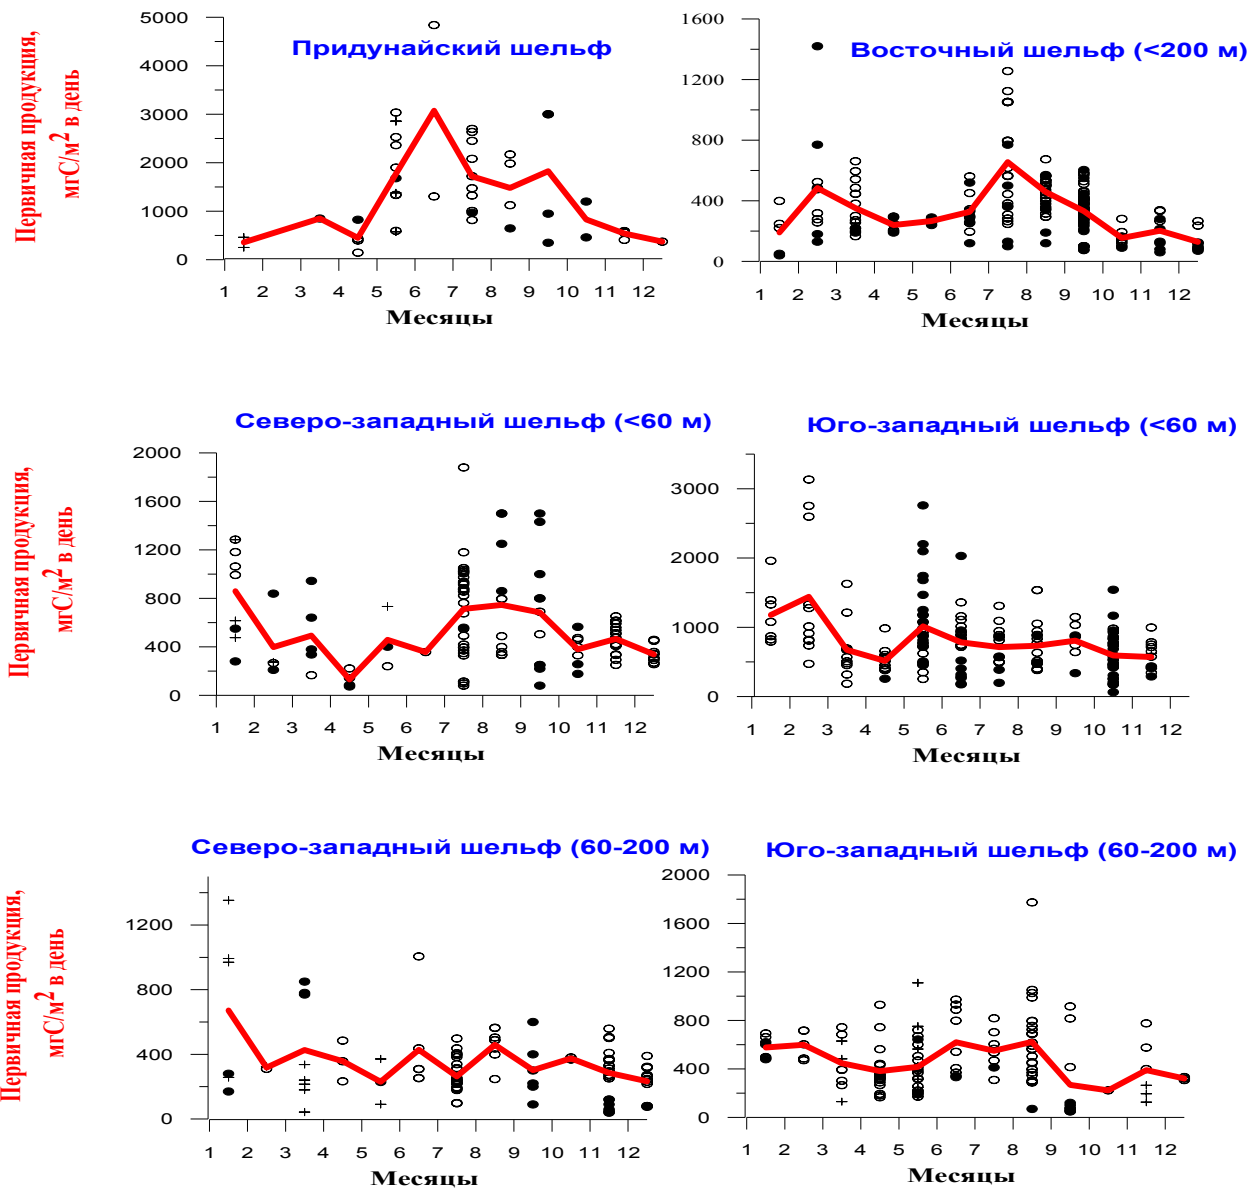 Первичная продукция,
мгС/м² в день
Придунайский шельф
5000
4000
3000
2000
1000
0
1 2 3 4 5 6 7 8 9 10 11 12
Месяцы
Восточный шельф (<200 м)
1600
1200
800
400
0
1 2 3 4 5 6 7 8 9 10 11 12
Месяцы
Первичная продукция,
мгС/м² в день
Северо-западный шельф (<60 м)
2000
1600
1200
800
400
0
1 2 3 4 5 6 7 8 9 10 11 12
Месяцы
Юго-западный шельф (<60 м)
3000
2000
1000
0
1 2 3 4 5 6 7 8 9 10 11 12
Месяцы
Первичная продукция,
мгС/м² в день
Северо-западный шельф (60-200 м)
1200
800
400
0
1 2 3 4 5 6 7 8 9 10 11 12
Месяцы
Юго-западный шельф (60-200 м)
2000
1600
1200
800
400
0
1 2 3 4 5 6 7 8 9 10 11 12
Месяцы